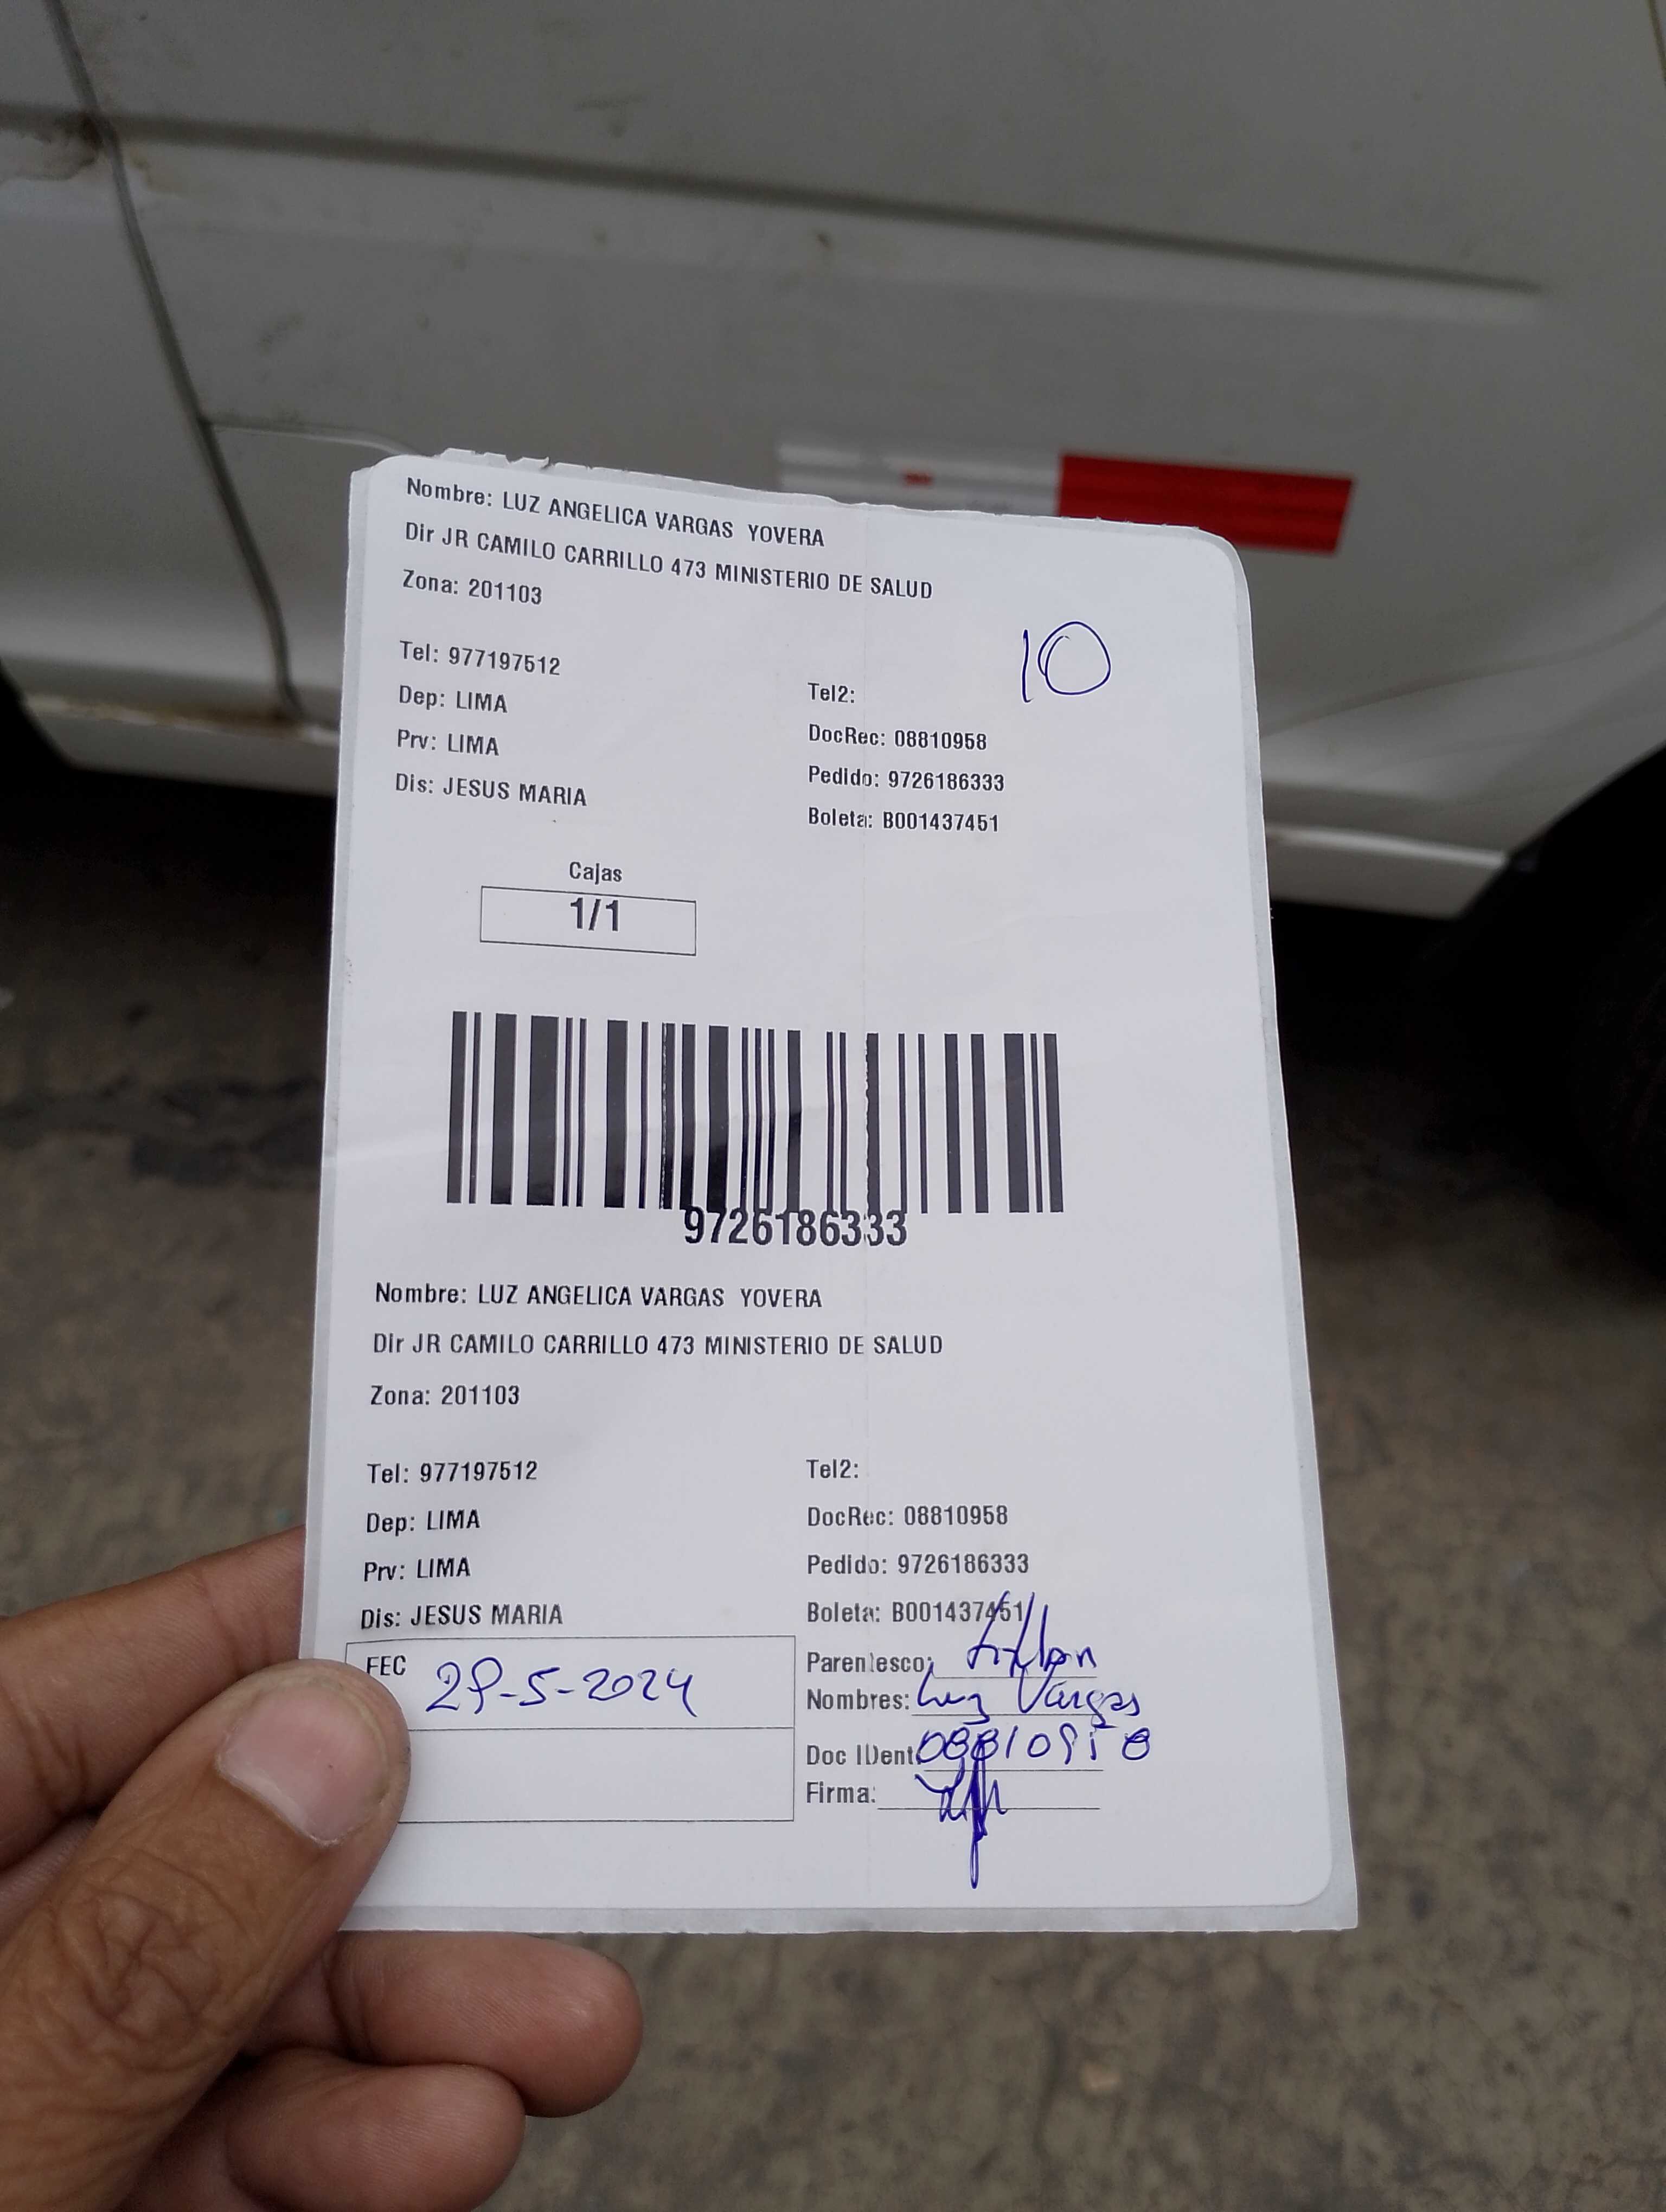 Nombre: LUZ ANGELICA VARGAS YOVERA
Dir JR CAMILO CARRILLO 473 MINISTERIO DE SALUD
Zona: 201103
10
Tel: 977197512
Tel2:
Dep: LIMA
DocRec: 08810958
Prv: LIMA
Pedido: 9726186333
Dis: JESUS MARIA
Boleta: B001437451
Cajas
1/1
9726186333
Nombre: LUZ ANGELICA VARGAS YOVERA
Dir JR CAMILO CARRILLO 473 MINISTERIO DE SALUD
Zona: 201103
Tel: 977197512
Tel2:
Dep: LIMA
DocRec: 08810958
Prv: LIMA
Pedido: 9726186333
Dis: JESUS MARIA
Boleta: B001437451
FEC 29-5-2024
Parentesco:
Nombres: Luz Vargas
Doc IDent: 08810958
Firma: